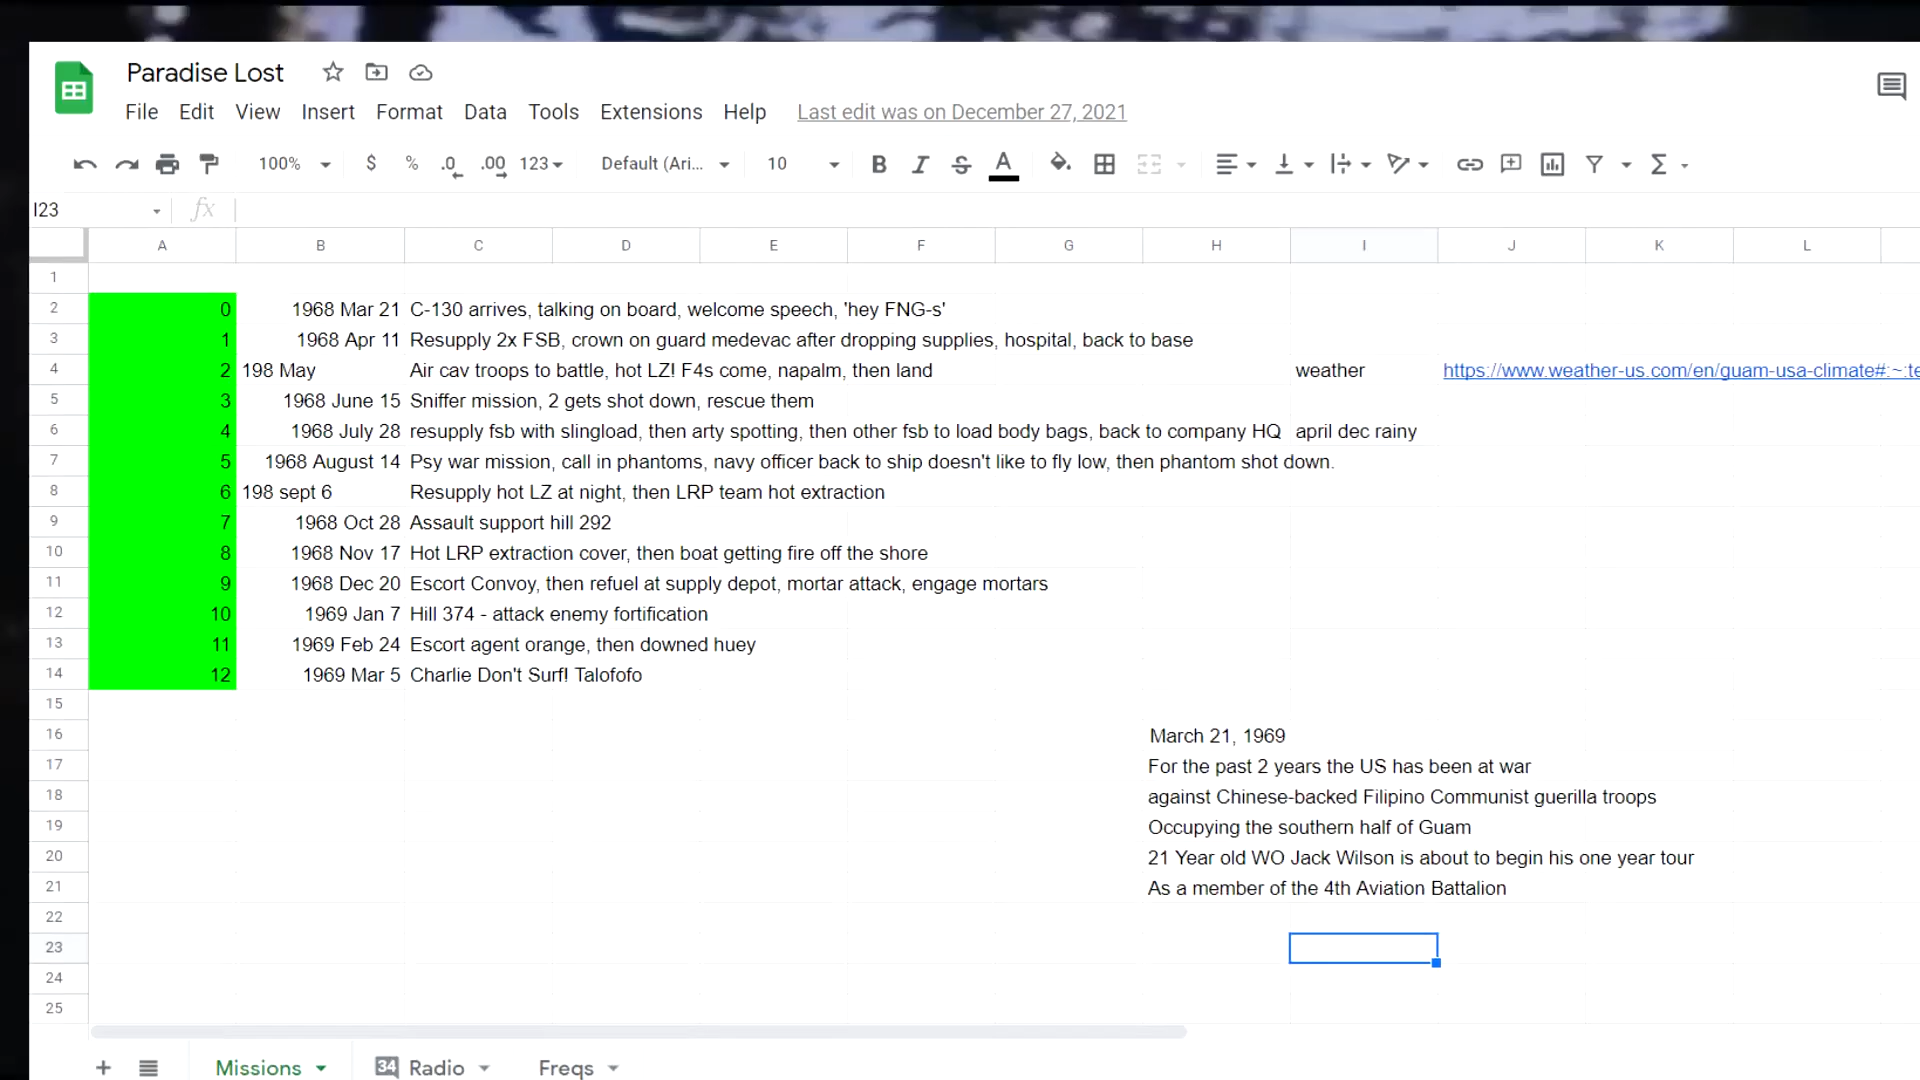 Paradise Lost
File Edit View Insert Format Data Tools Extensions Help Last edit was on December 27, 2021
100% $ % .0 .00 123 Default (Ari... 10 B I S A
I23 fx
A B C D E F G H I J K L
1
2 0 1968 Mar 21 C-130 arrives, talking on board, welcome speech, 'hey FNG-s'
3 1 1968 Apr 11 Resupply 2x FSB, crown on guard medevac after dropping supplies, hospital, back to base
4 2 198 May Air cav troops to battle, hot LZ! F4s come, napalm, then land weather https://www.weather-us.com/en/guam-usa-climate#:~:te
5 3 1968 June 15 Sniffer mission, 2 gets shot down, rescue them
6 4 1968 July 28 resupply fsb with slingload, then arty spotting, then other fsb to load body bags, back to company HQ april dec rainy
7 5 1968 August 14 Psy war mission, call in phantoms, navy officer back to ship doesn't like to fly low, then phantom shot down.
8 6 198 sept 6 Resupply hot LZ at night, then LRP team hot extraction
9 7 1968 Oct 28 Assault support hill 292
10 8 1968 Nov 17 Hot LRP extraction cover, then boat getting fire off the shore
11 9 1968 Dec 20 Escort Convoy, then refuel at supply depot, mortar attack, engage mortars
12 10 1969 Jan 7 Hill 374 - attack enemy fortification
13 11 1969 Feb 24 Escort agent orange, then downed huey
14 12 1969 Mar 5 Charlie Don't Surf! Talofofo
15
16 March 21, 1969
17 For the past 2 years the US has been at war
18 against Chinese-backed Filipino Communist guerilla troops
19 Occupying the southern half of Guam
20 21 Year old WO Jack Wilson is about to begin his one year tour
21 As a member of the 4th Aviation Battalion
22
23
24
25
+ Missions 34 Radio Freqs